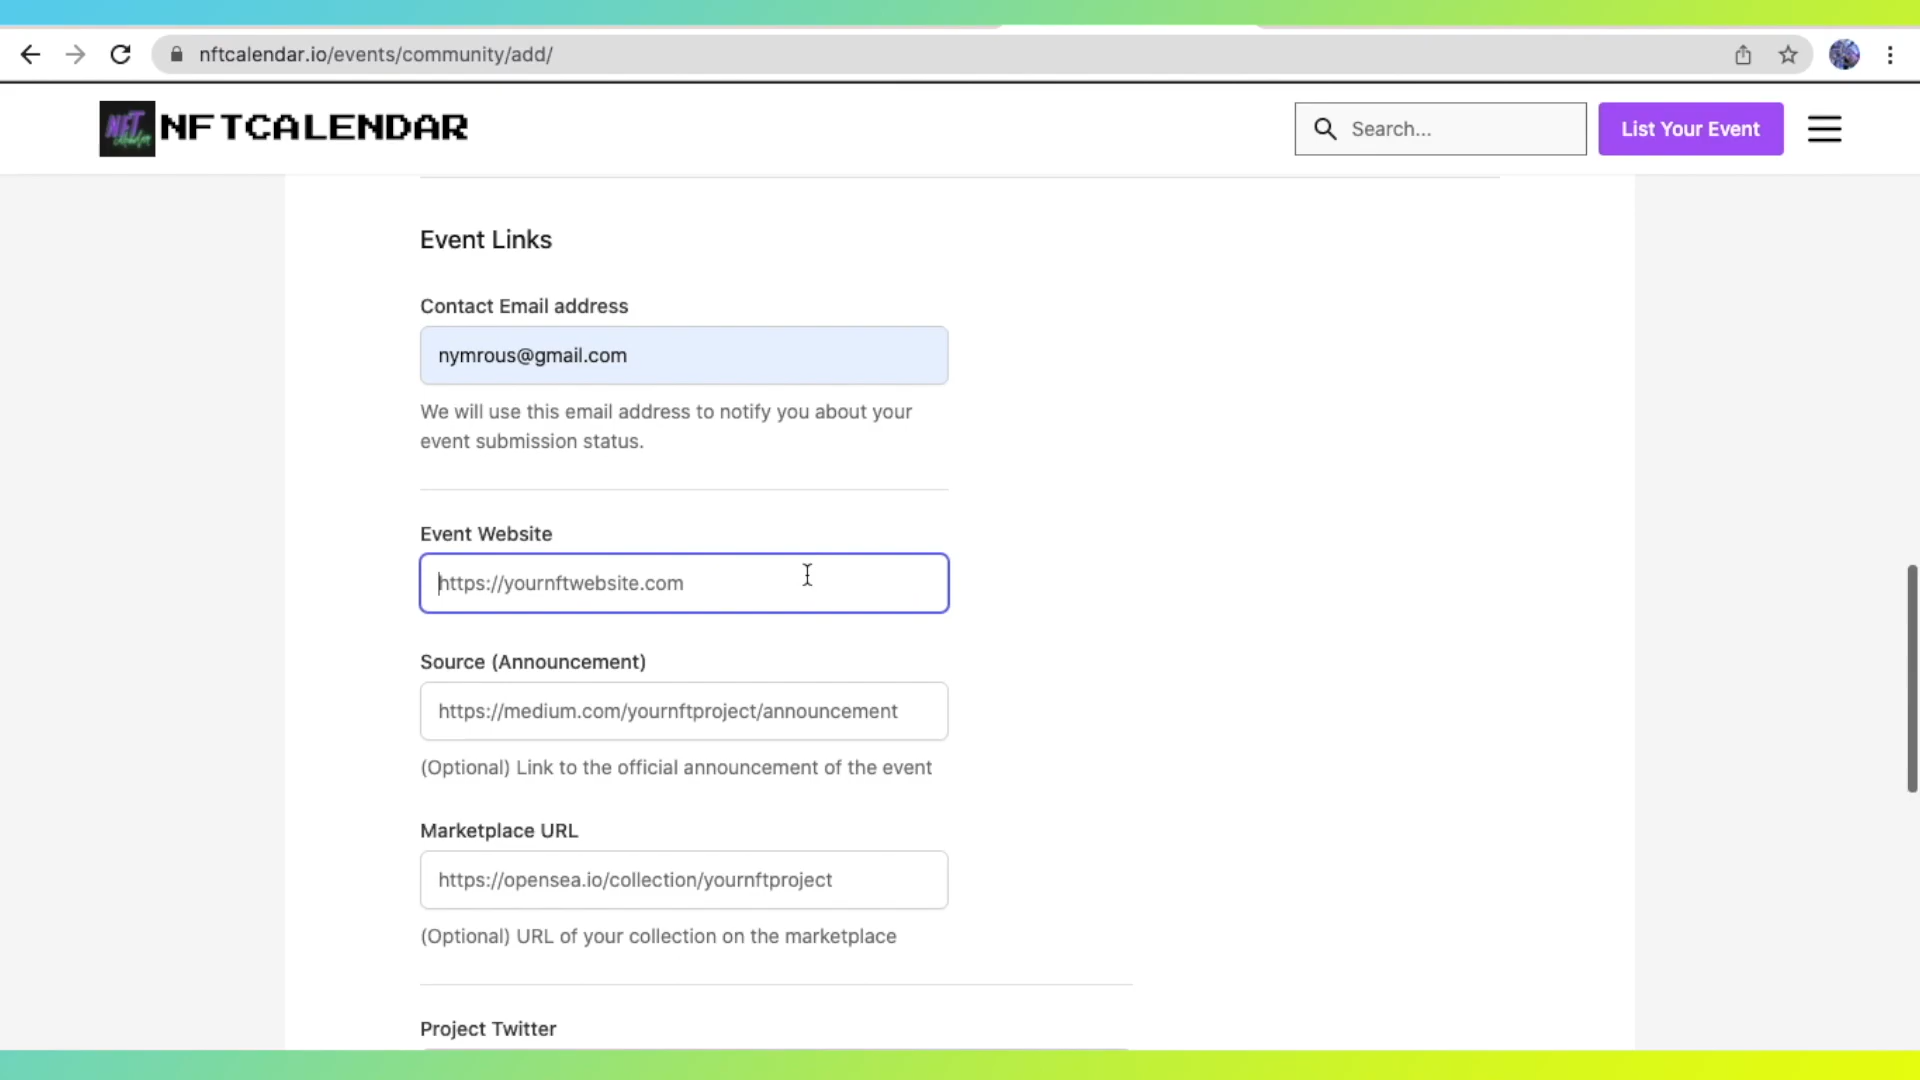 nftcalendar.io/events/community/add/
NFTCALENDAR
Search...
List Your Event
Event Links
Contact Email address
nymrous@gmail.com
We will use this email address to notify you about your
event submission status.
Event Website
https://yournftwebsite.com
Source (Announcement)
https://medium.com/yournftproject/announcement
(Optional) Link to the official announcement of the event
Marketplace URL
https://opensea.io/collection/yournftproject
(Optional) URL of your collection on the marketplace
Project Twitter